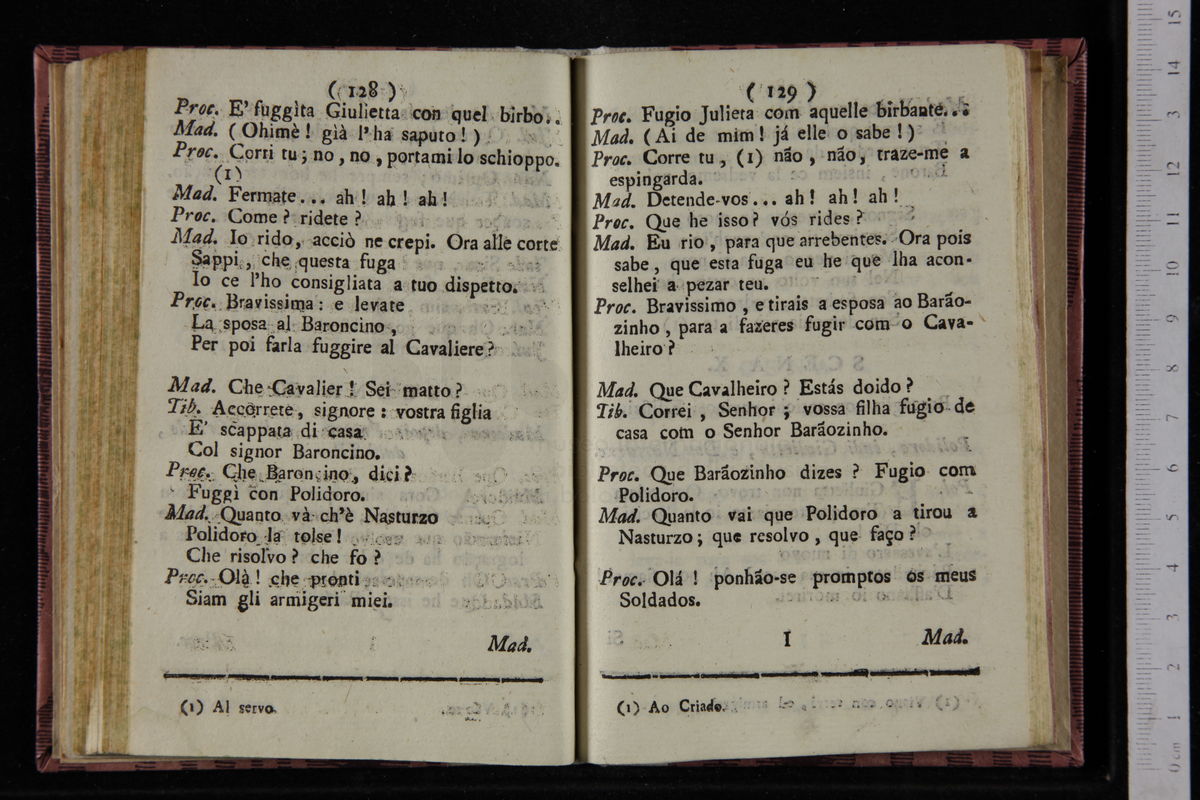 ( 128 )
Proc. E' fuggita Giulietta con quel birbo..
Mad. ( Ohimè ! già l'ha saputo ! )
Proc. Corri tu ; no , no , portami lo schioppo.
(1)
Mad. Fermate... ah ! ah ! ah !
Proc. Come ? ridete ?
Mad. Io rido, acciò ne crepi. Ora alle corte
Sappi , che questa fuga
Io ce l'ho consigliata a tuo dispetto.
Proc. Bravissima : e levate
La sposa al Baroncino ,
Per poi farla fuggire al Cavaliere ?
Mad. Che Cavalier ! Sei matto ?
Tib. Accorrete, signore : vostra figlia
E' scappata di casa
Col signor Baroncino.
Proc. Che Baroncino, dici ?
Fuggì con Polidoro.
Mad. Quanto và ch'è Nasturzo
Polidoro la tolse !
Che risolvo ? che fo ?
Proc. Olà ! che pronti
Siam gli armigeri miei.
Mad.
(1) Al servo.
( 129 )
Proc. Fugio Julieta com aquelle birbante...
Mad. ( Ai de mim ! já elle o sabe ! )
Proc. Corre tu , (1) não , não, traze-me a
espingarda.
Mad. Detende-vos... ah ! ah ! ah !
Proc. Que he isso ? vós rides ?
Mad. Eu rio , para que arrebentes. Ora pois
sabe , que esta fuga eu he que lha acon-
selhei a pezar teu.
Proc. Bravissimo , e tirais a esposa ao Barão-
zinho , para a fazeres fugir com o Cava-
lheiro ?
Mad. Que Cavalheiro ? Estás doido ?
Tib. Correi , Senhor ; vossa filha fugio de
casa com o Senhor Barãozinho.
Proc. Que Barãozinho dizes ? Fugio com
Polidoro.
Mad. Quanto vai que Polidoro a tirou a
Nasturzo ; que resolvo , que faço ?
Proc. Olá ! ponhão-se promptos os meus
Soldados.
I Mad.
(1) Ao Criado.